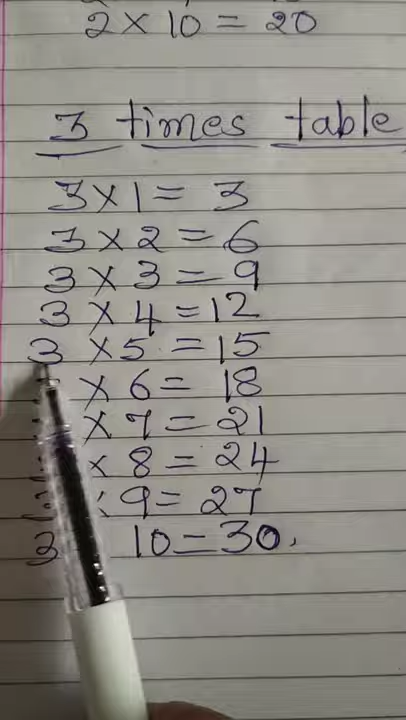 2 × 10 = 20
3 times table
3 × 1 = 3
3 × 2 = 6
3 × 3 = 9
3 × 4 = 12
3 × 5 = 15
× 6 = 18
× 7 = 21
× 8 = 24
× 9 = 27
3 10 = 30.